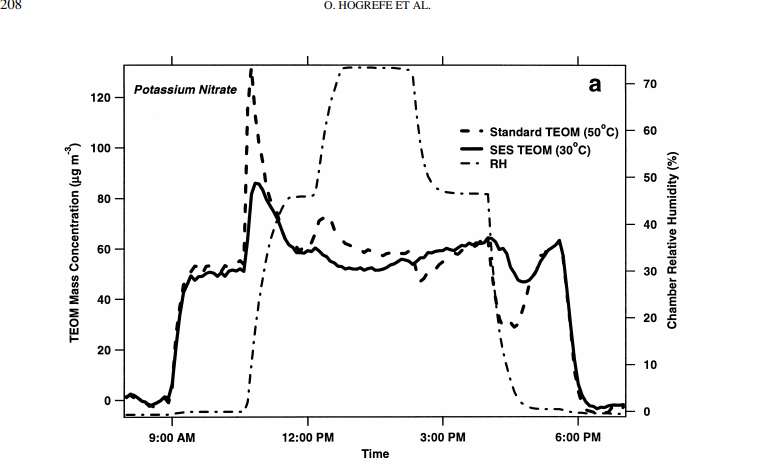 208
O. HOGREFE ET AL.
Potassium Nitrate
a
120
100
80
60
40
20
0
TEOM Mass Concentration (µg m-3)
Standard TEOM (50°C)
SES TEOM (30°C)
RH
70
60
50
40
30
20
10
0
Chamber Relative Humidity (%)
9:00 AM
12:00 PM
3:00 PM
6:00 PM
Time